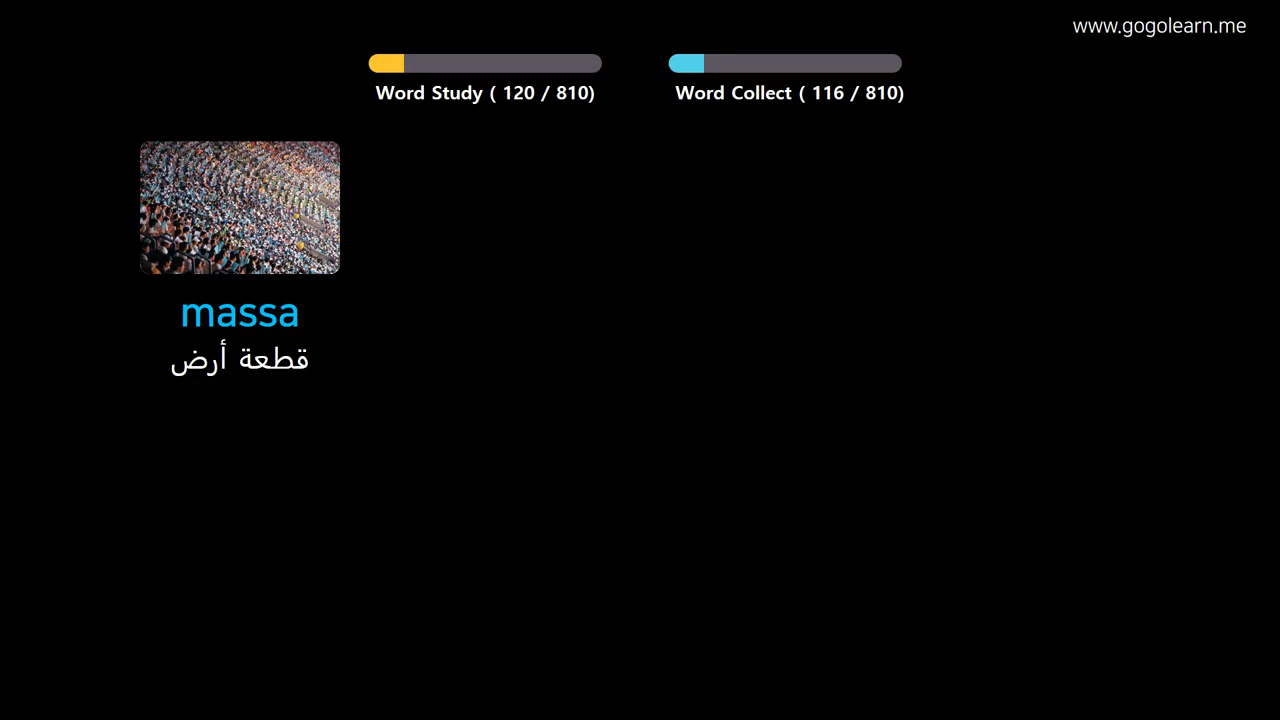 www.gogolearn.me
Word Study ( 120 / 810)
Word Collect ( 116 / 810)
massa
قطعة أرض